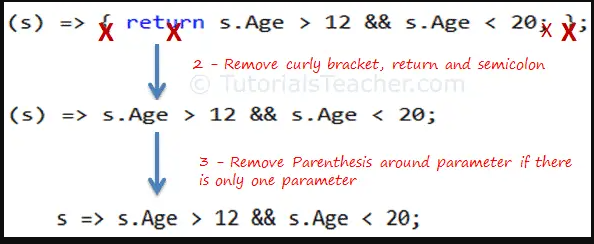 (s) => { return s.Age > 12 && s.Age < 20; };
X X X X
2 - Remove curly bracket, return and semicolon
© TutorialsTeacher.com
(s) => s.Age > 12 && s.Age < 20;
3 - Remove Parenthesis around parameter if there
is only one parameter
s => s.Age > 12 && s.Age < 20;